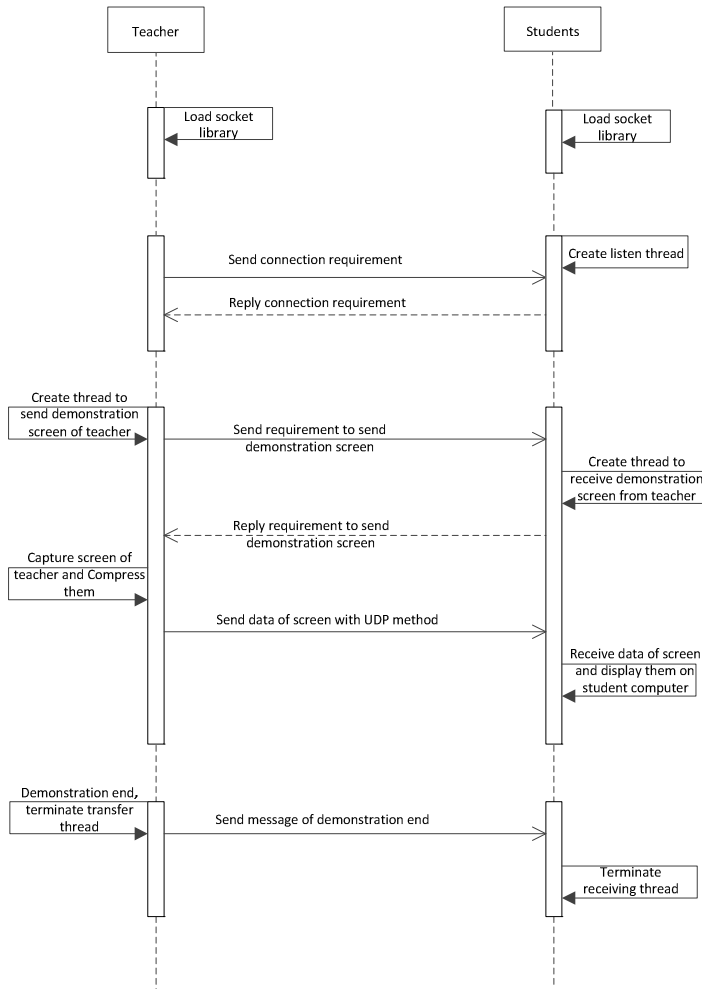 Teacher
Students
Load socket
library
Load socket
library
Send connection requirement
Create listen thread
Reply connection requirement
Create thread to
send demonstration
screen of teacher
Send requirement to send
demonstration screen
Create thread to
receive demonstration
screen from teacher
Reply requirement to send
demonstration screen
Capture screen of
teacher and Compress
them
Send data of screen with UDP method
Receive data of screen
and display them on
student computer
Demonstration end,
terminate transfer
thread
Send message of demonstration end
Terminate
receiving thread